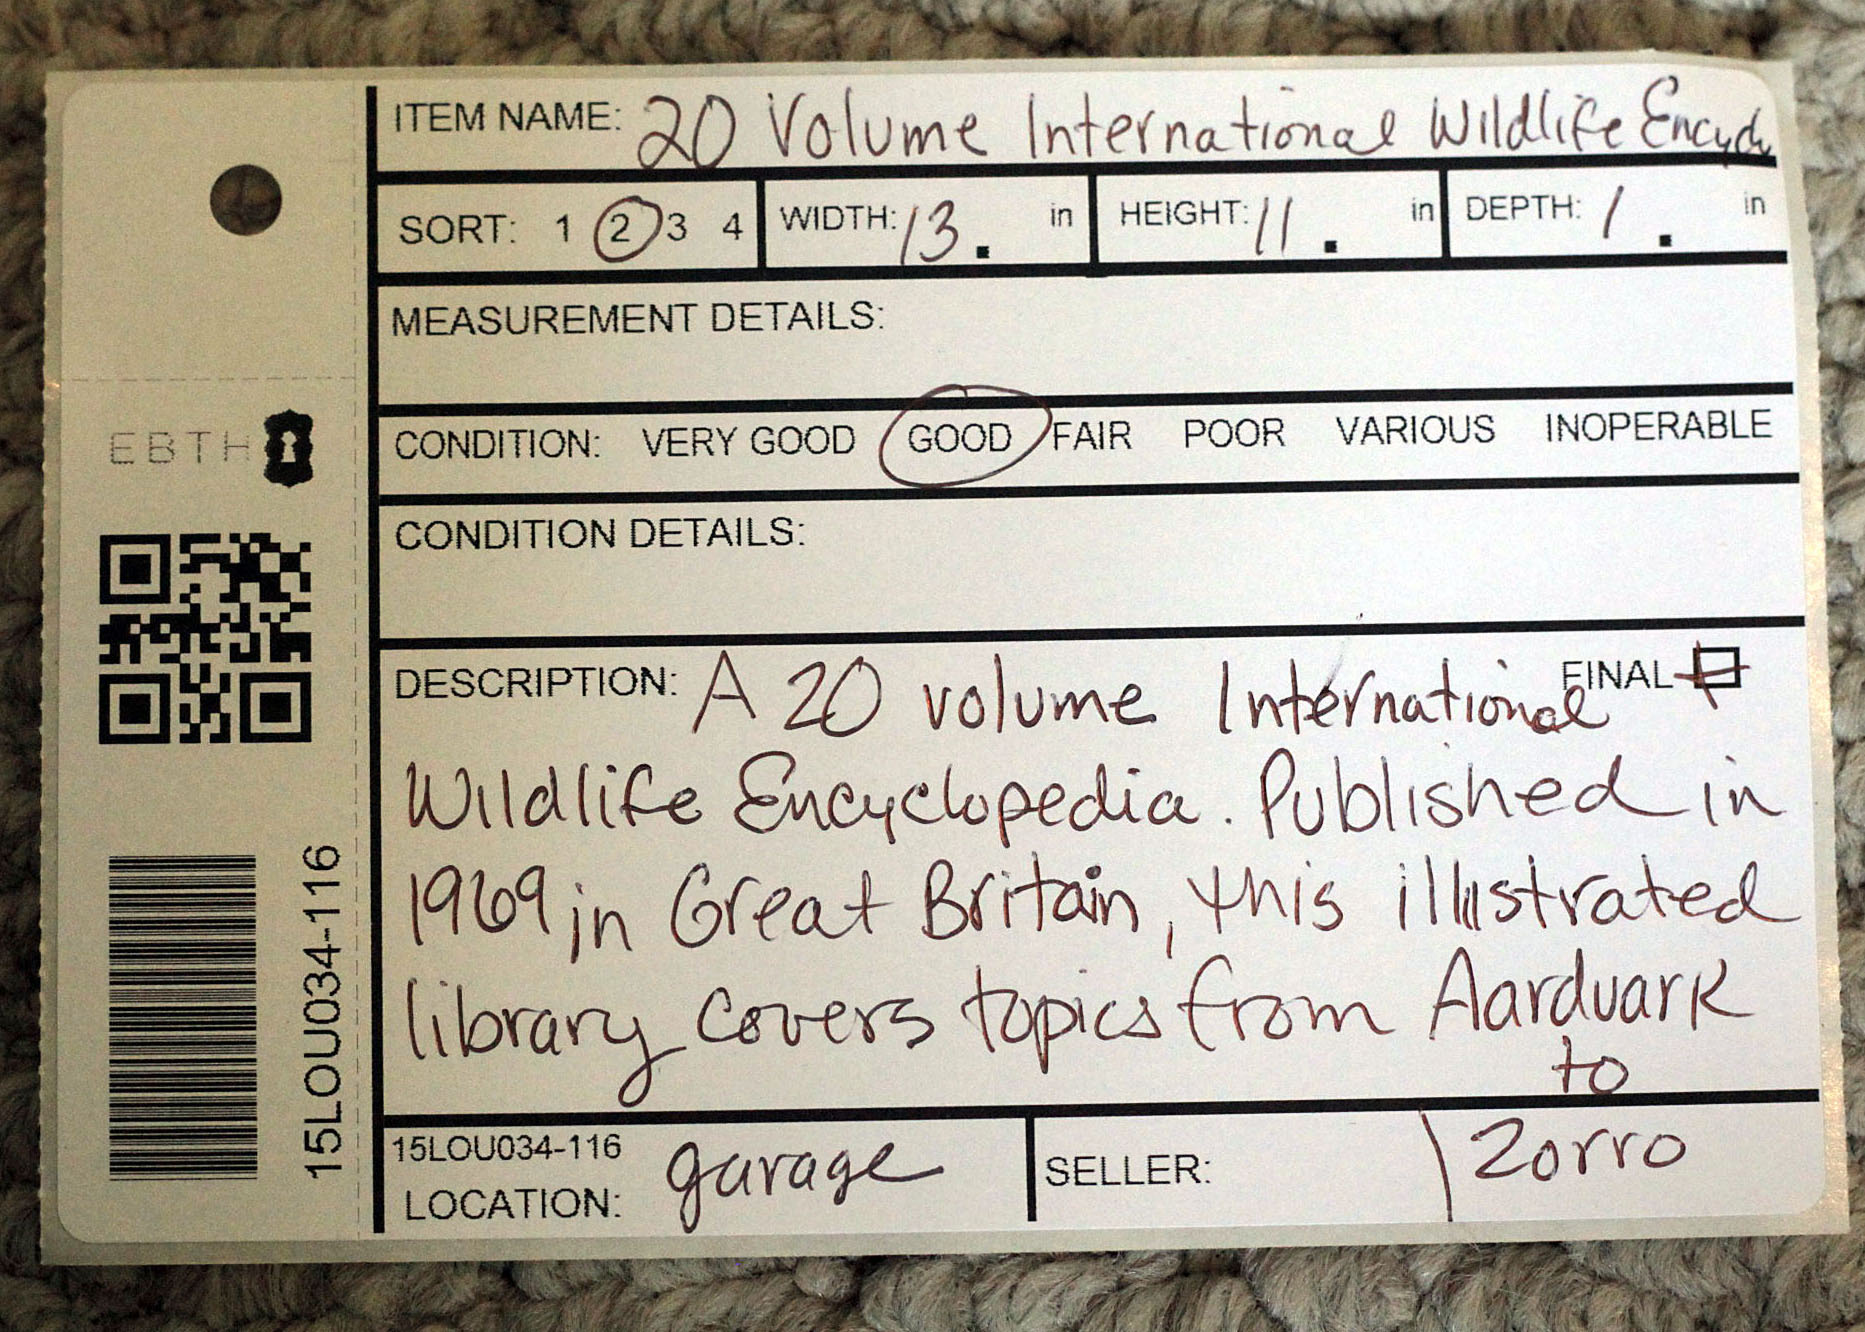 ITEM NAME: 20 Volume International Wildlife Encyclo
SORT: 1 2 3 4 WIDTH: 13. in HEIGHT: 11. in DEPTH: 1. in
MEASUREMENT DETAILS:
EBTH
CONDITION: VERY GOOD GOOD FAIR POOR VARIOUS INOPERABLE
CONDITION DETAILS:
DESCRIPTION: A 20 volume International FINAL
Wildlife Encyclopedia. Published in
1969 in Great Britain, this illustrated
library covers topics from Aardvark
to
15LOU034-116
15LOU034-116
LOCATION: garage
SELLER: Zorro